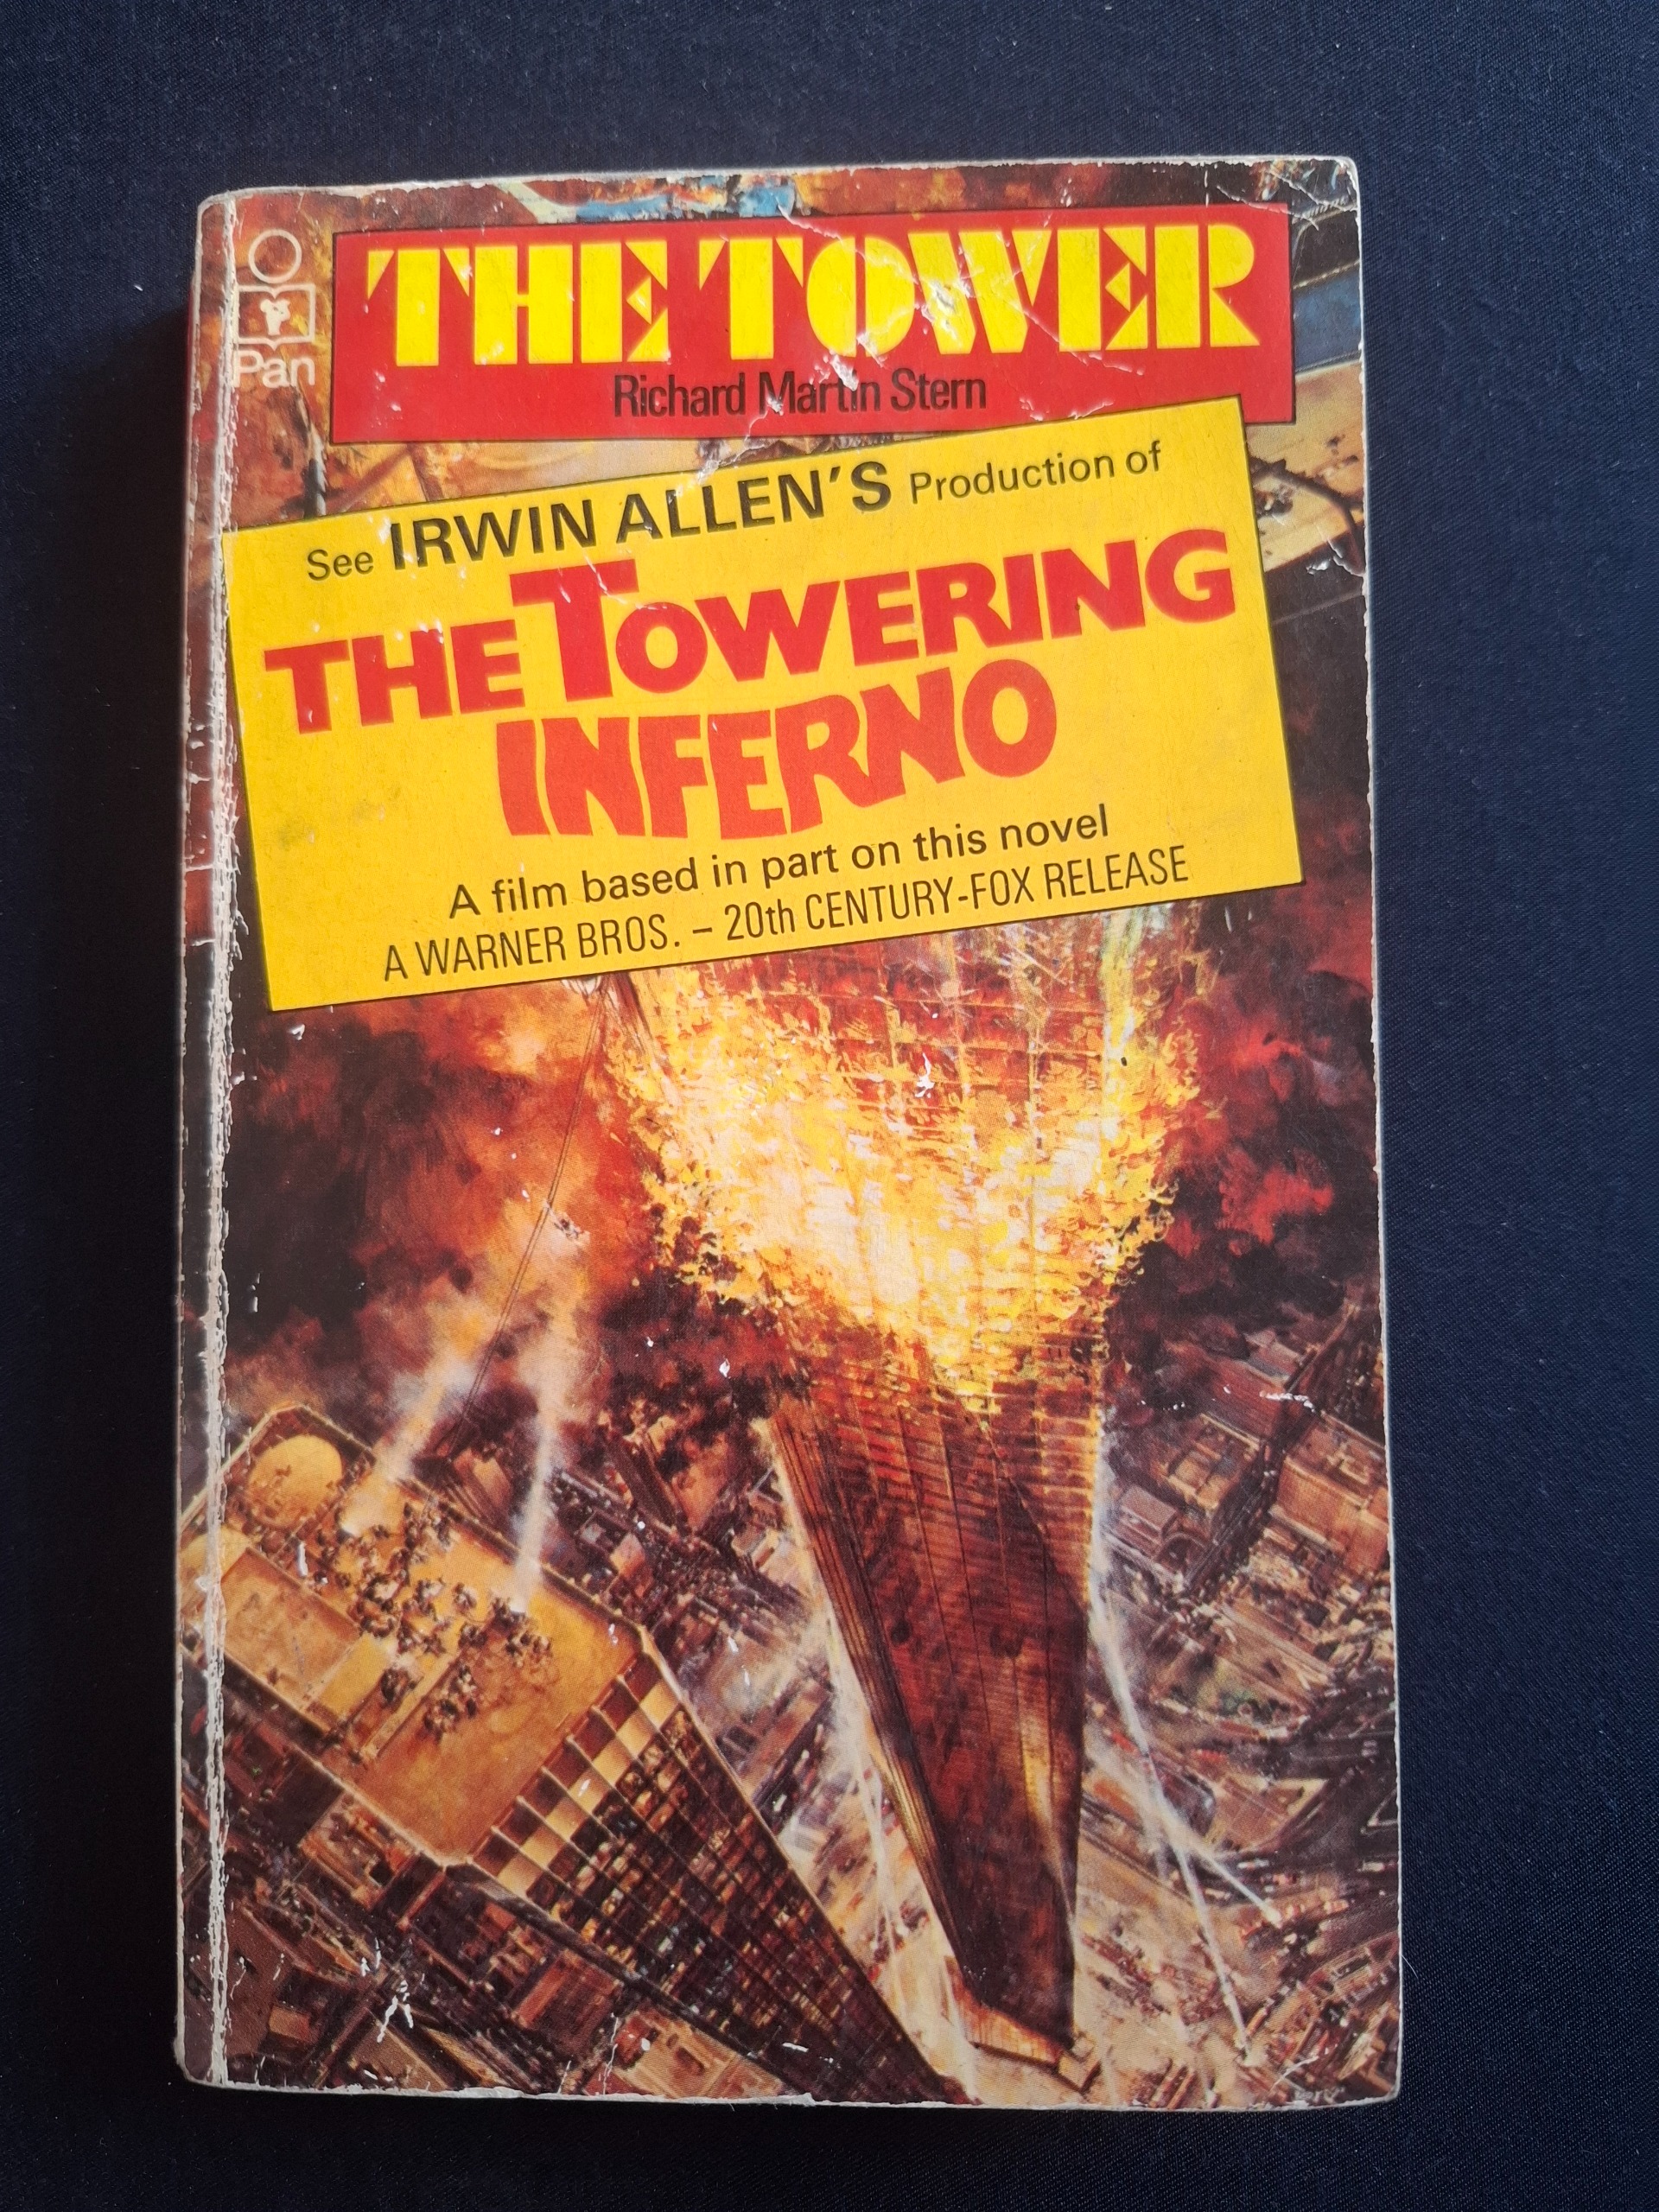 Pan
THE TOWER
Richard Martin Stern
See IRWIN ALLEN'S Production of
THE TOWERING
INFERNO
A film based in part on this novel
A WARNER BROS. – 20th CENTURY-FOX RELEASE